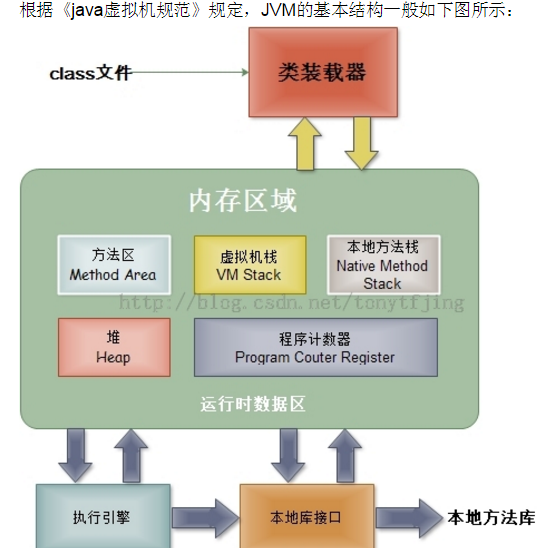 根据《java虚拟机规范》规定，JVM的基本结构一般如下图所示：
class文件
类装载器
内存区域
方法区
Method Area
虚拟机栈
VM Stack
本地方法栈
Native Method
Stack
http://blog.csdn.net/tonytfjing
堆
Heap
程序计数器
Program Couter Register
运行时数据区
执行引擎
本地库接口
本地方法库